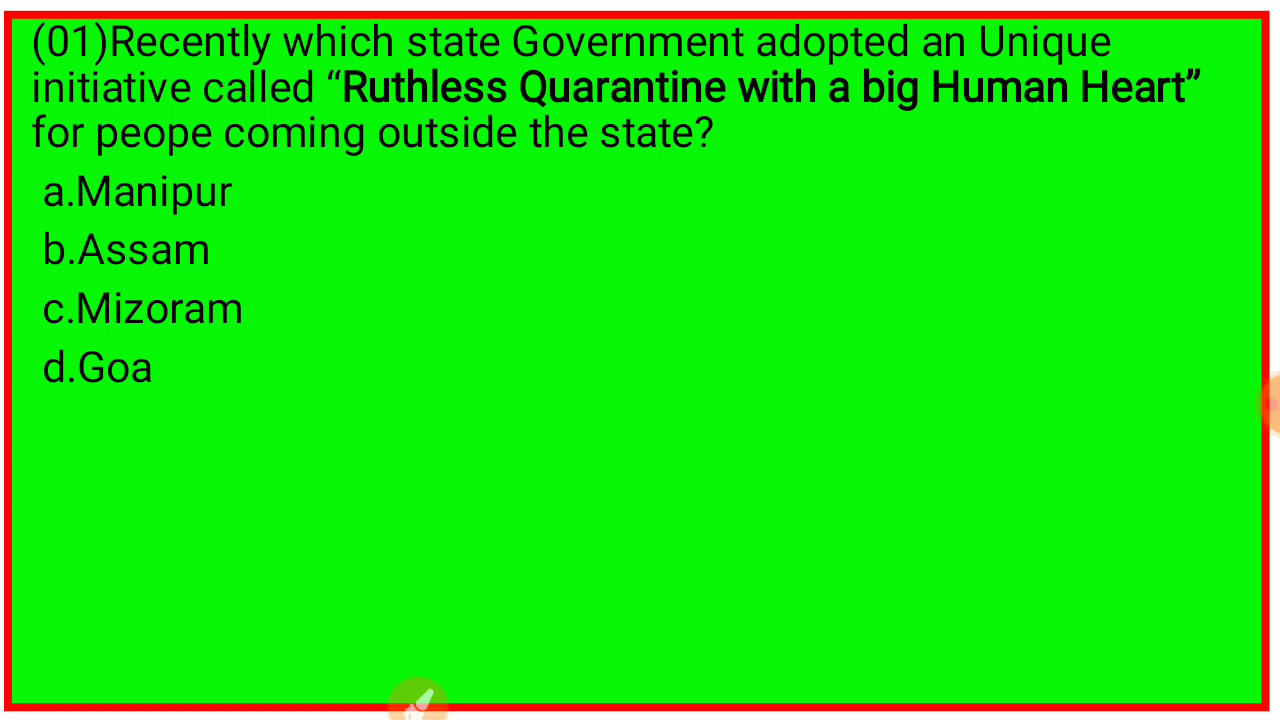 (01)Recently which state Government adopted an Unique
initiative called “Ruthless Quarantine with a big Human Heart”
for peope coming outside the state?
a.Manipur
b.Assam
c.Mizoram
d.Goa